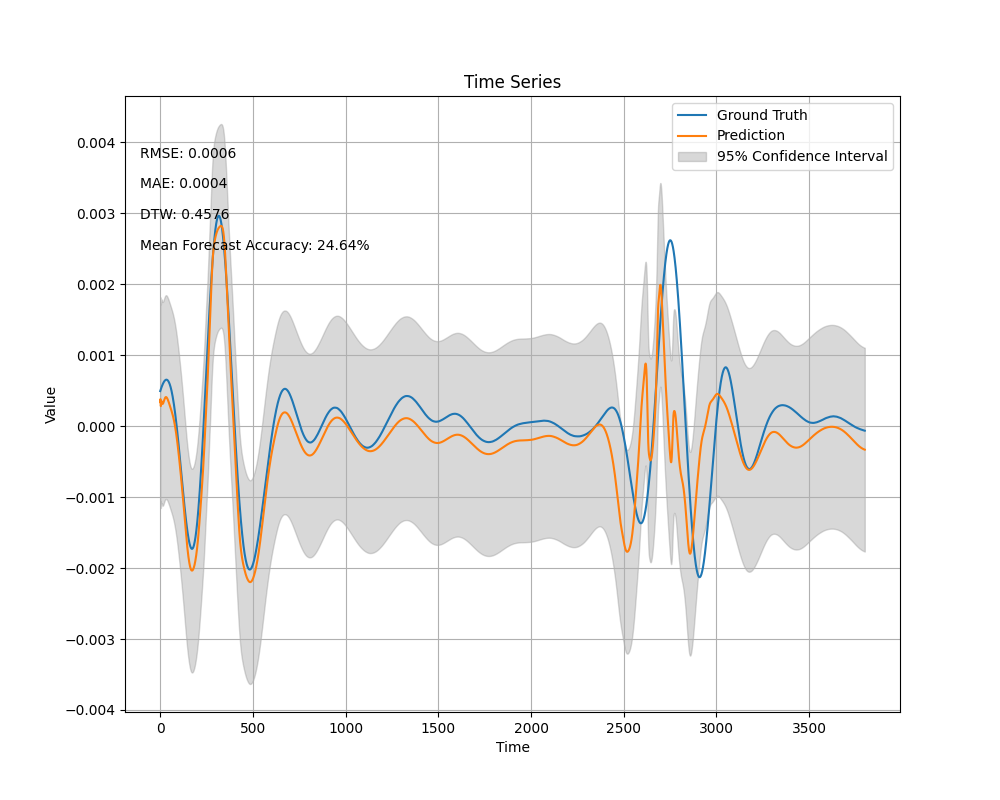 Time Series
Ground Truth
Prediction
95% Confidence Interval
RMSE: 0.0006
MAE: 0.0004
DTW: 0.4576
Mean Forecast Accuracy: 24.64%
Value
0.004
0.003
0.002
0.001
0.000
−0.001
−0.002
−0.003
−0.004
0 500 1000 1500 2000 2500 3000 3500
Time